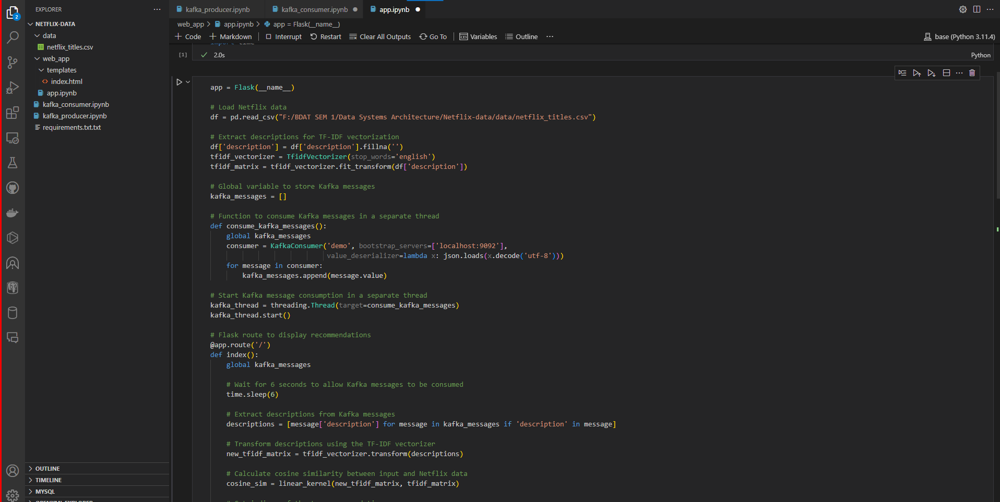 2
EXPLORER
NETFLIX-DATA
data
netflix_titles.csv
web_app
templates
index.html
app.ipynb
kafka_consumer.ipynb
kafka_producer.ipynb
requirements.txt.txt
OUTLINE
TIMELINE
MYSQL
kafka_producer.ipynb kafka_consumer.ipynb app.ipynb
web_app > app.ipynb > app = Flask(__name__)
Code Markdown Interrupt Restart Clear All Outputs Go To Variables Outline base (Python 3.11.4)
import time
[1] 2.0s Python
app = Flask(__name__)
# Load Netflix data
df = pd.read_csv("F:/BDAT SEM 1/Data Systems Architecture/Netflix-data/data/netflix_titles.csv")
# Extract descriptions for TF-IDF vectorization
df['description'] = df['description'].fillna('')
tfidf_vectorizer = TfidfVectorizer(stop_words='english')
tfidf_matrix = tfidf_vectorizer.fit_transform(df['description'])
# Global variable to store Kafka messages
kafka_messages = []
# Function to consume Kafka messages in a separate thread
def consume_kafka_messages():
global kafka_messages
consumer = KafkaConsumer('demo', bootstrap_servers=['localhost:9092'],
value_deserializer=lambda x: json.loads(x.decode('utf-8')))
for message in consumer:
kafka_messages.append(message.value)
# Start Kafka message consumption in a separate thread
kafka_thread = threading.Thread(target=consume_kafka_messages)
kafka_thread.start()
# Flask route to display recommendations
@app.route('/')
def index():
global kafka_messages
# Wait for 6 seconds to allow Kafka messages to be consumed
time.sleep(6)
# Extract descriptions from Kafka messages
descriptions = [message['description'] for message in kafka_messages if 'description' in message]
# Transform descriptions using the TF-IDF vectorizer
new_tfidf_matrix = tfidf_vectorizer.transform(descriptions)
# Calculate cosine similarity between input and Netflix data
cosine_sim = linear_kernel(new_tfidf_matrix, tfidf_matrix)